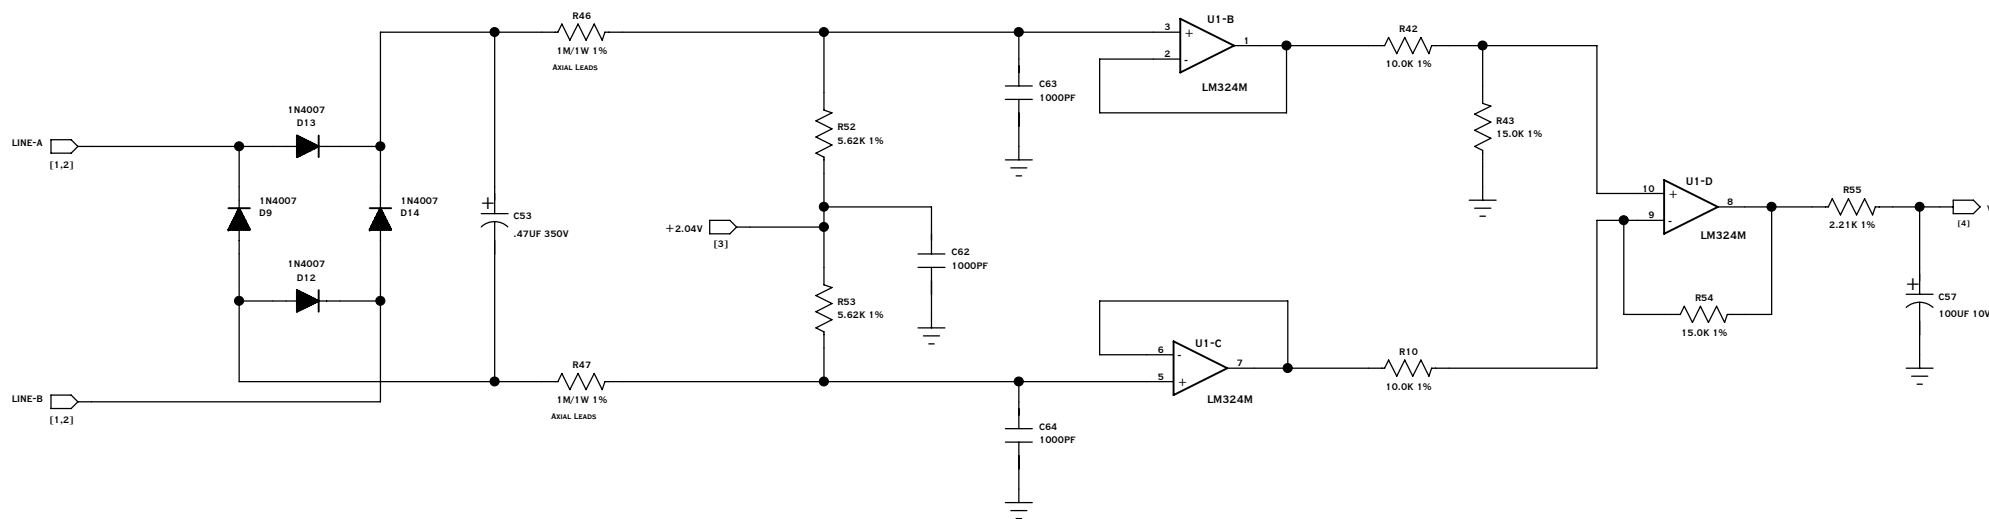 LINE-A
[1,2]
LINE-B
[1,2]
1N4007
D13
1N4007
D9
1N4007
D14
1N4007
D12
+
C53
.47UF 350V
R46
1M/1W 1%
AXIAL LEADS
R47
1M/1W 1%
AXIAL LEADS
R52
5.62K 1%
+2.04V
[3]
R53
5.62K 1%
C62
1000PF
C63
1000PF
C64
1000PF
U1-B
3
+
2
-
1
LM324M
U1-C
6
-
5
+
7
LM324M
R42
10.0K 1%
R43
15.0K 1%
R10
10.0K 1%
U1-D
10
+
9
-
8
LM324M
R54
15.0K 1%
R55
2.21K 1%
[4]
+
C57
100UF 10V